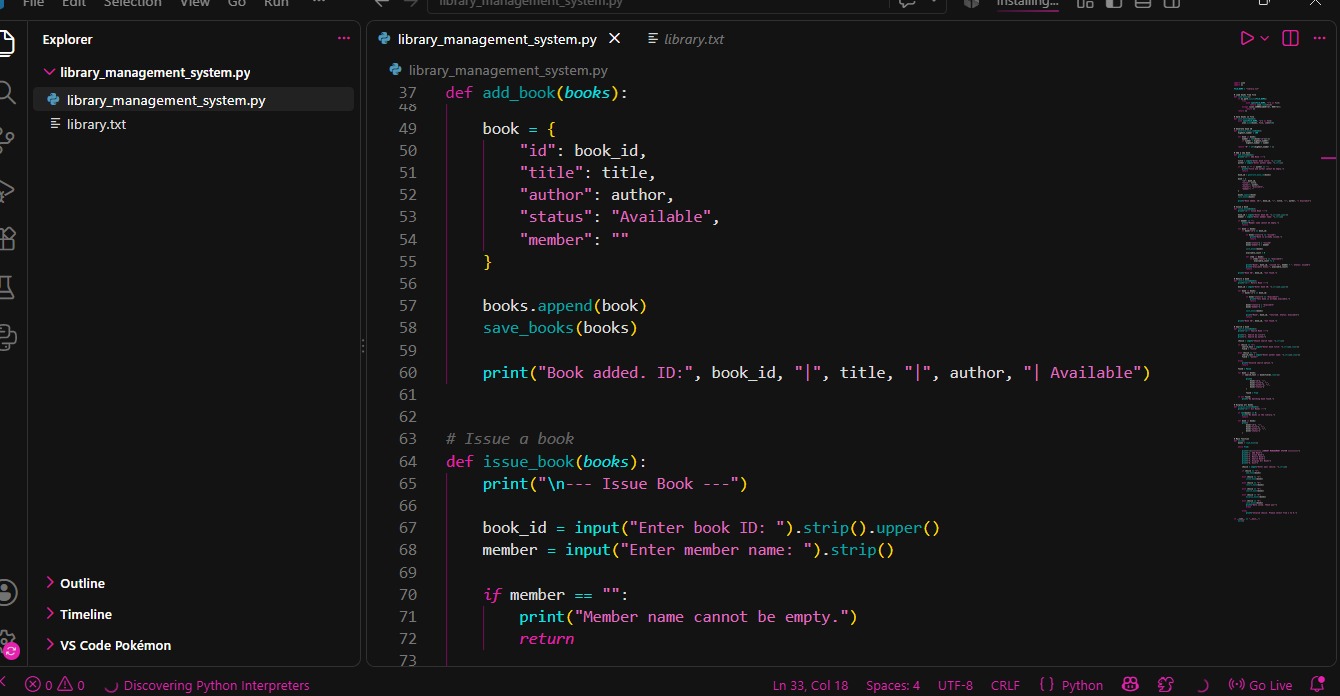 File Edit Selection View Go Run ···
library_management_system.py
Installing...
Explorer ···
library_management_system.py
library_management_system.py
library.txt
Outline
Timeline
VS Code Pokémon
library_management_system.py library.txt
library_management_system.py
37 def add_book(books):
48
49 book = {
50 "id": book_id,
51 "title": title,
52 "author": author,
53 "status": "Available",
54 "member": ""
55 }
56
57 books.append(book)
58 save_books(books)
59
60 print("Book added. ID:", book_id, "|", title, "|", author, "| Available")
61
62
63 # Issue a book
64 def issue_book(books):
65 print("\n--- Issue Book ---")
66
67 book_id = input("Enter book ID: ").strip().upper()
68 member = input("Enter member name: ").strip()
69
70 if member == "":
71 print("Member name cannot be empty.")
72 return
73
0 0 Discovering Python Interpreters Ln 33, Col 18 Spaces: 4 UTF-8 CRLF { } Python Go Live